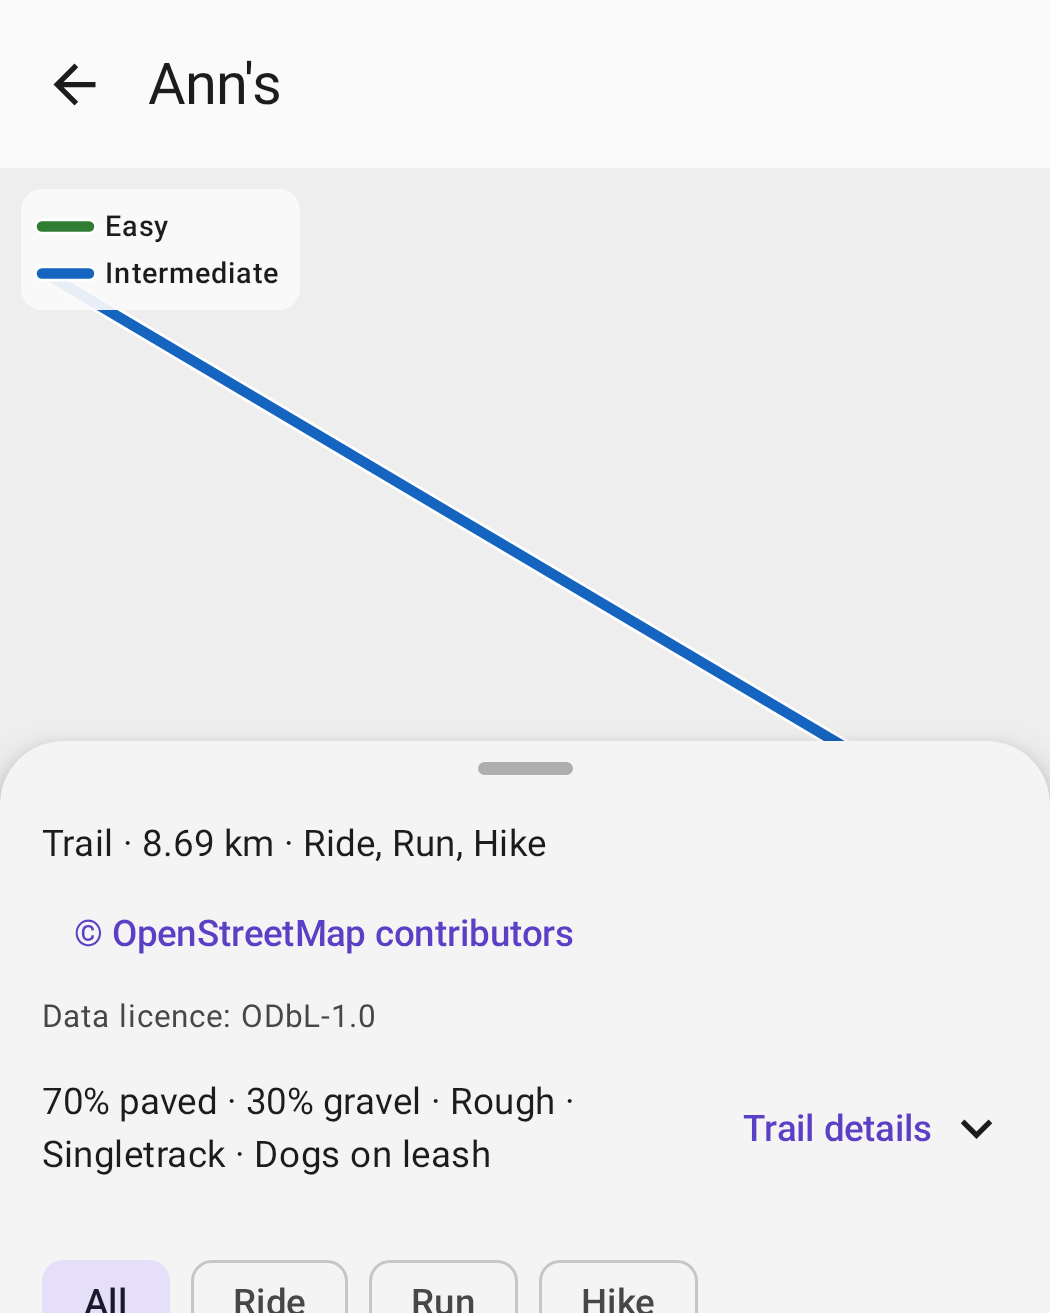 Ann's
Easy
Intermediate
Trail · 8.69 km · Ride, Run, Hike
© OpenStreetMap contributors
Data licence: ODbL-1.0
70% paved · 30% gravel · Rough ·
Singletrack · Dogs on leash
Trail details
All Ride Run Hike